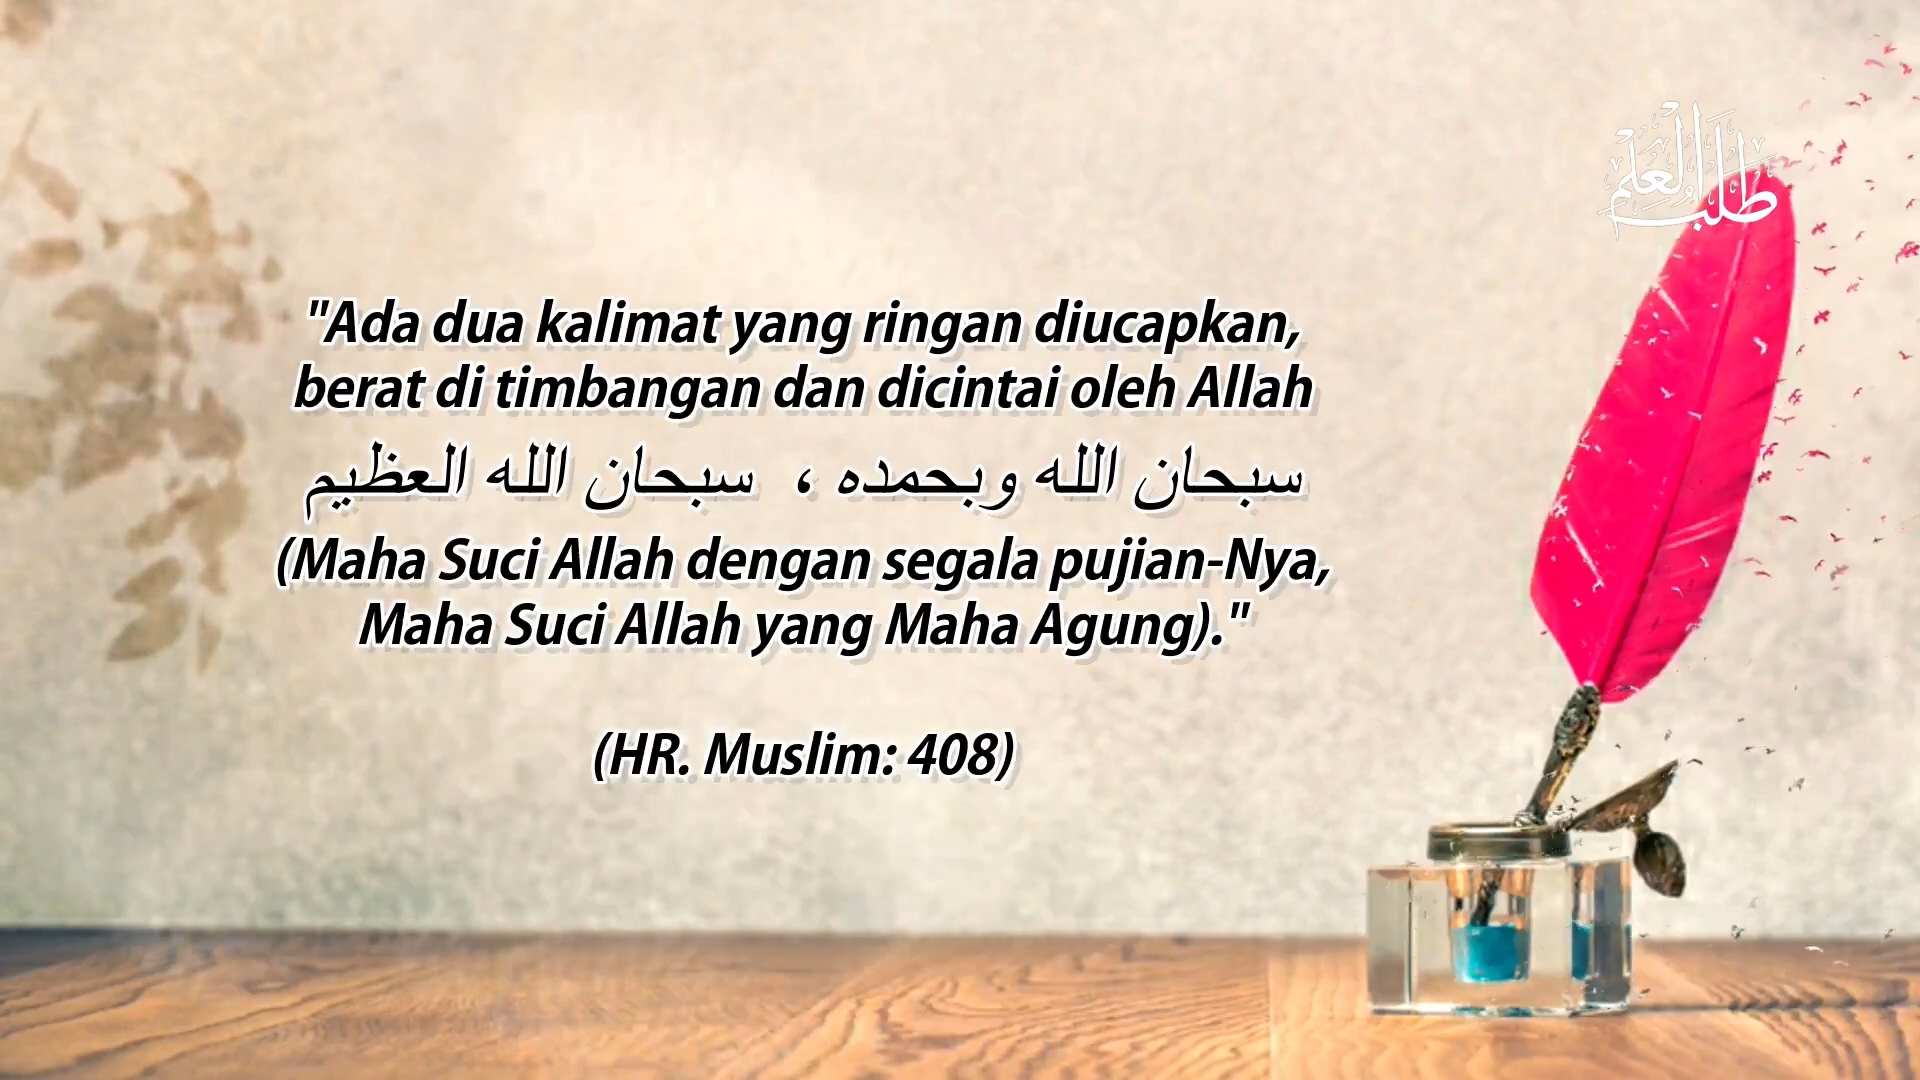 طلب العلم
"Ada dua kalimat yang ringan diucapkan,
berat di timbangan dan dicintai oleh Allah
سبحان الله وبحمده ، سبحان الله العظيم
(Maha Suci Allah dengan segala pujian-Nya,
Maha Suci Allah yang Maha Agung)."
(HR. Muslim: 408)